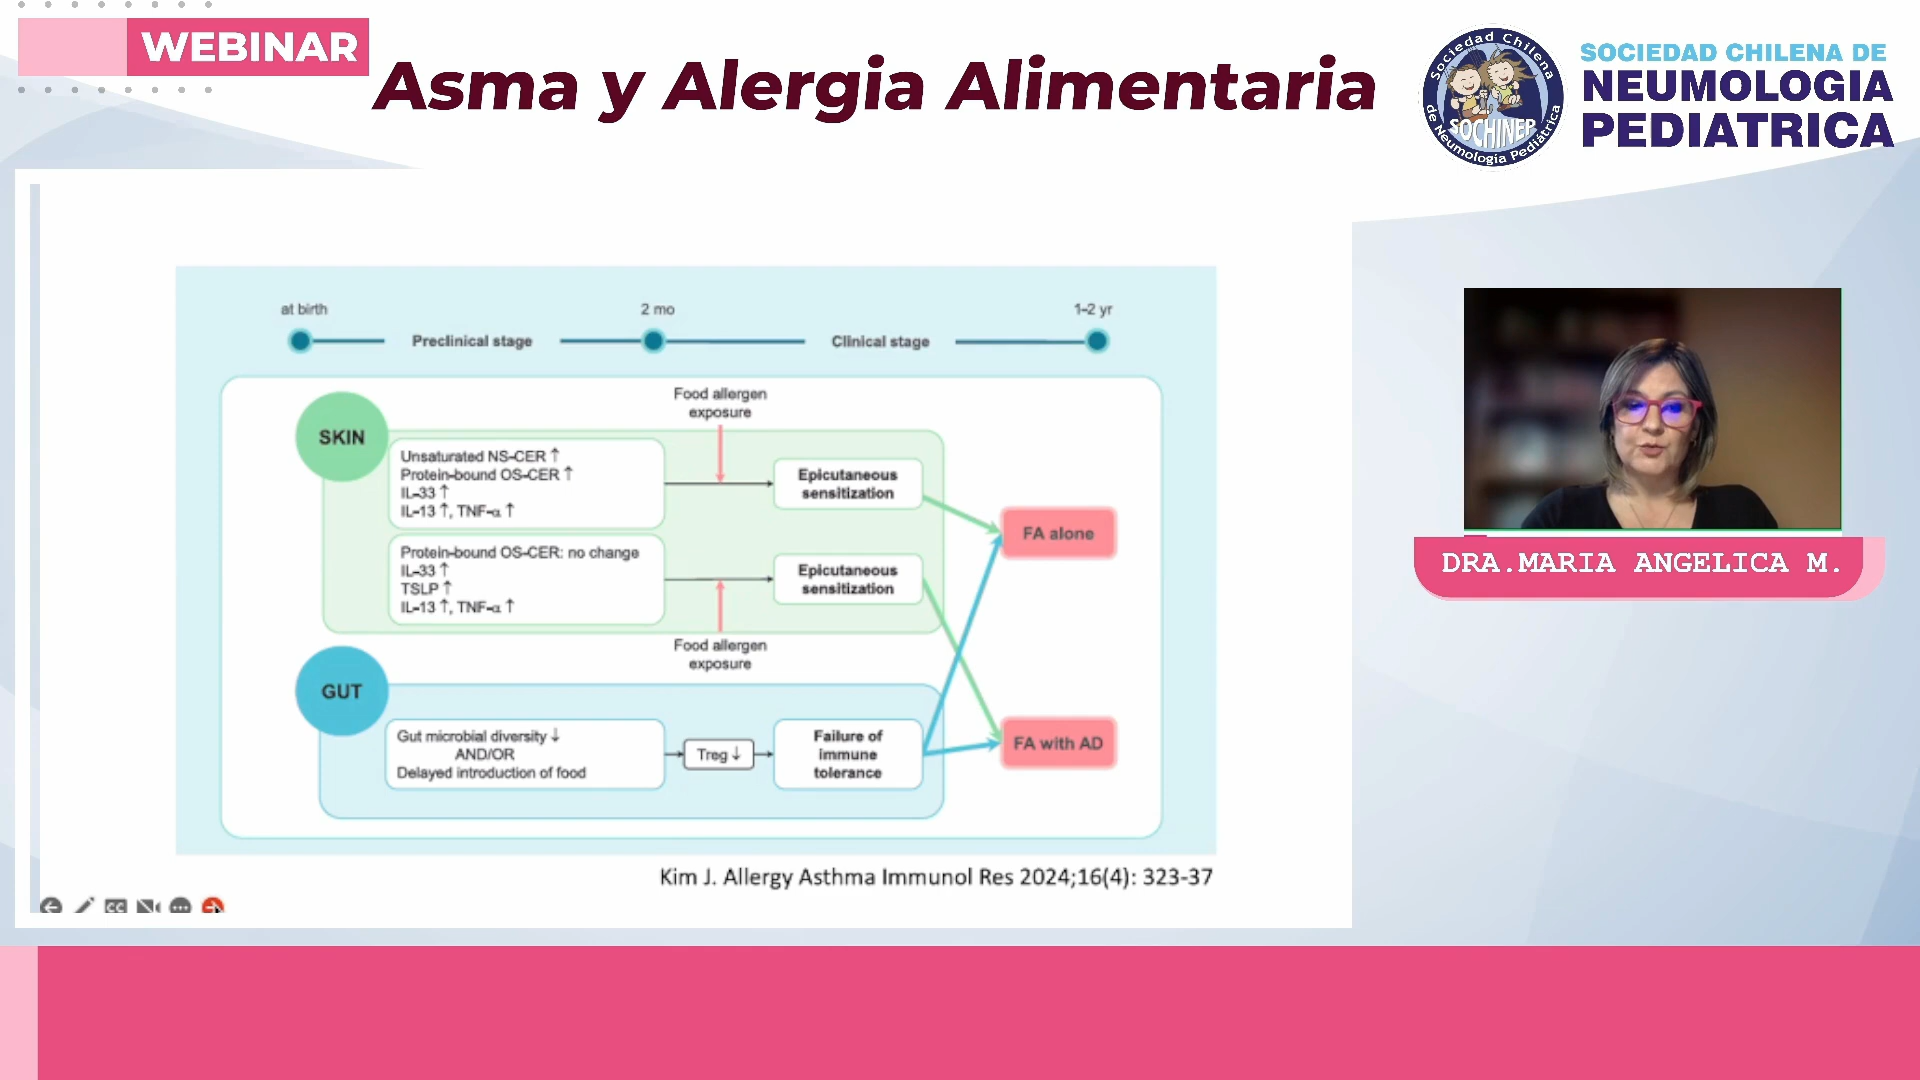 WEBINAR
Asma y Alergia Alimentaria
Sociedad Chilena
de Neumología Pediátrica
SOCHINEP
SOCIEDAD CHILENA DE
NEUMOLOGIA
PEDIATRICA
at birth
2 mo
1-2 yr
Preclinical stage
Clinical stage
Food allergen
exposure
SKIN
Unsaturated NS-CER ↑
Protein-bound OS-CER ↑
IL-33 ↑
IL-13 ↑, TNF-α ↑
Epicutaneous
sensitization
FA alone
Protein-bound OS-CER: no change
IL-33 ↑
TSLP ↑
IL-13 ↑, TNF-α ↑
Epicutaneous
sensitization
Food allergen
exposure
GUT
Gut microbial diversity ↓
AND/OR
Delayed introduction of food
Treg ↓
Failure of
immune
tolerance
FA with AD
Kim J. Allergy Asthma Immunol Res 2024;16(4): 323-37
CC
DRA.MARIA ANGELICA M.